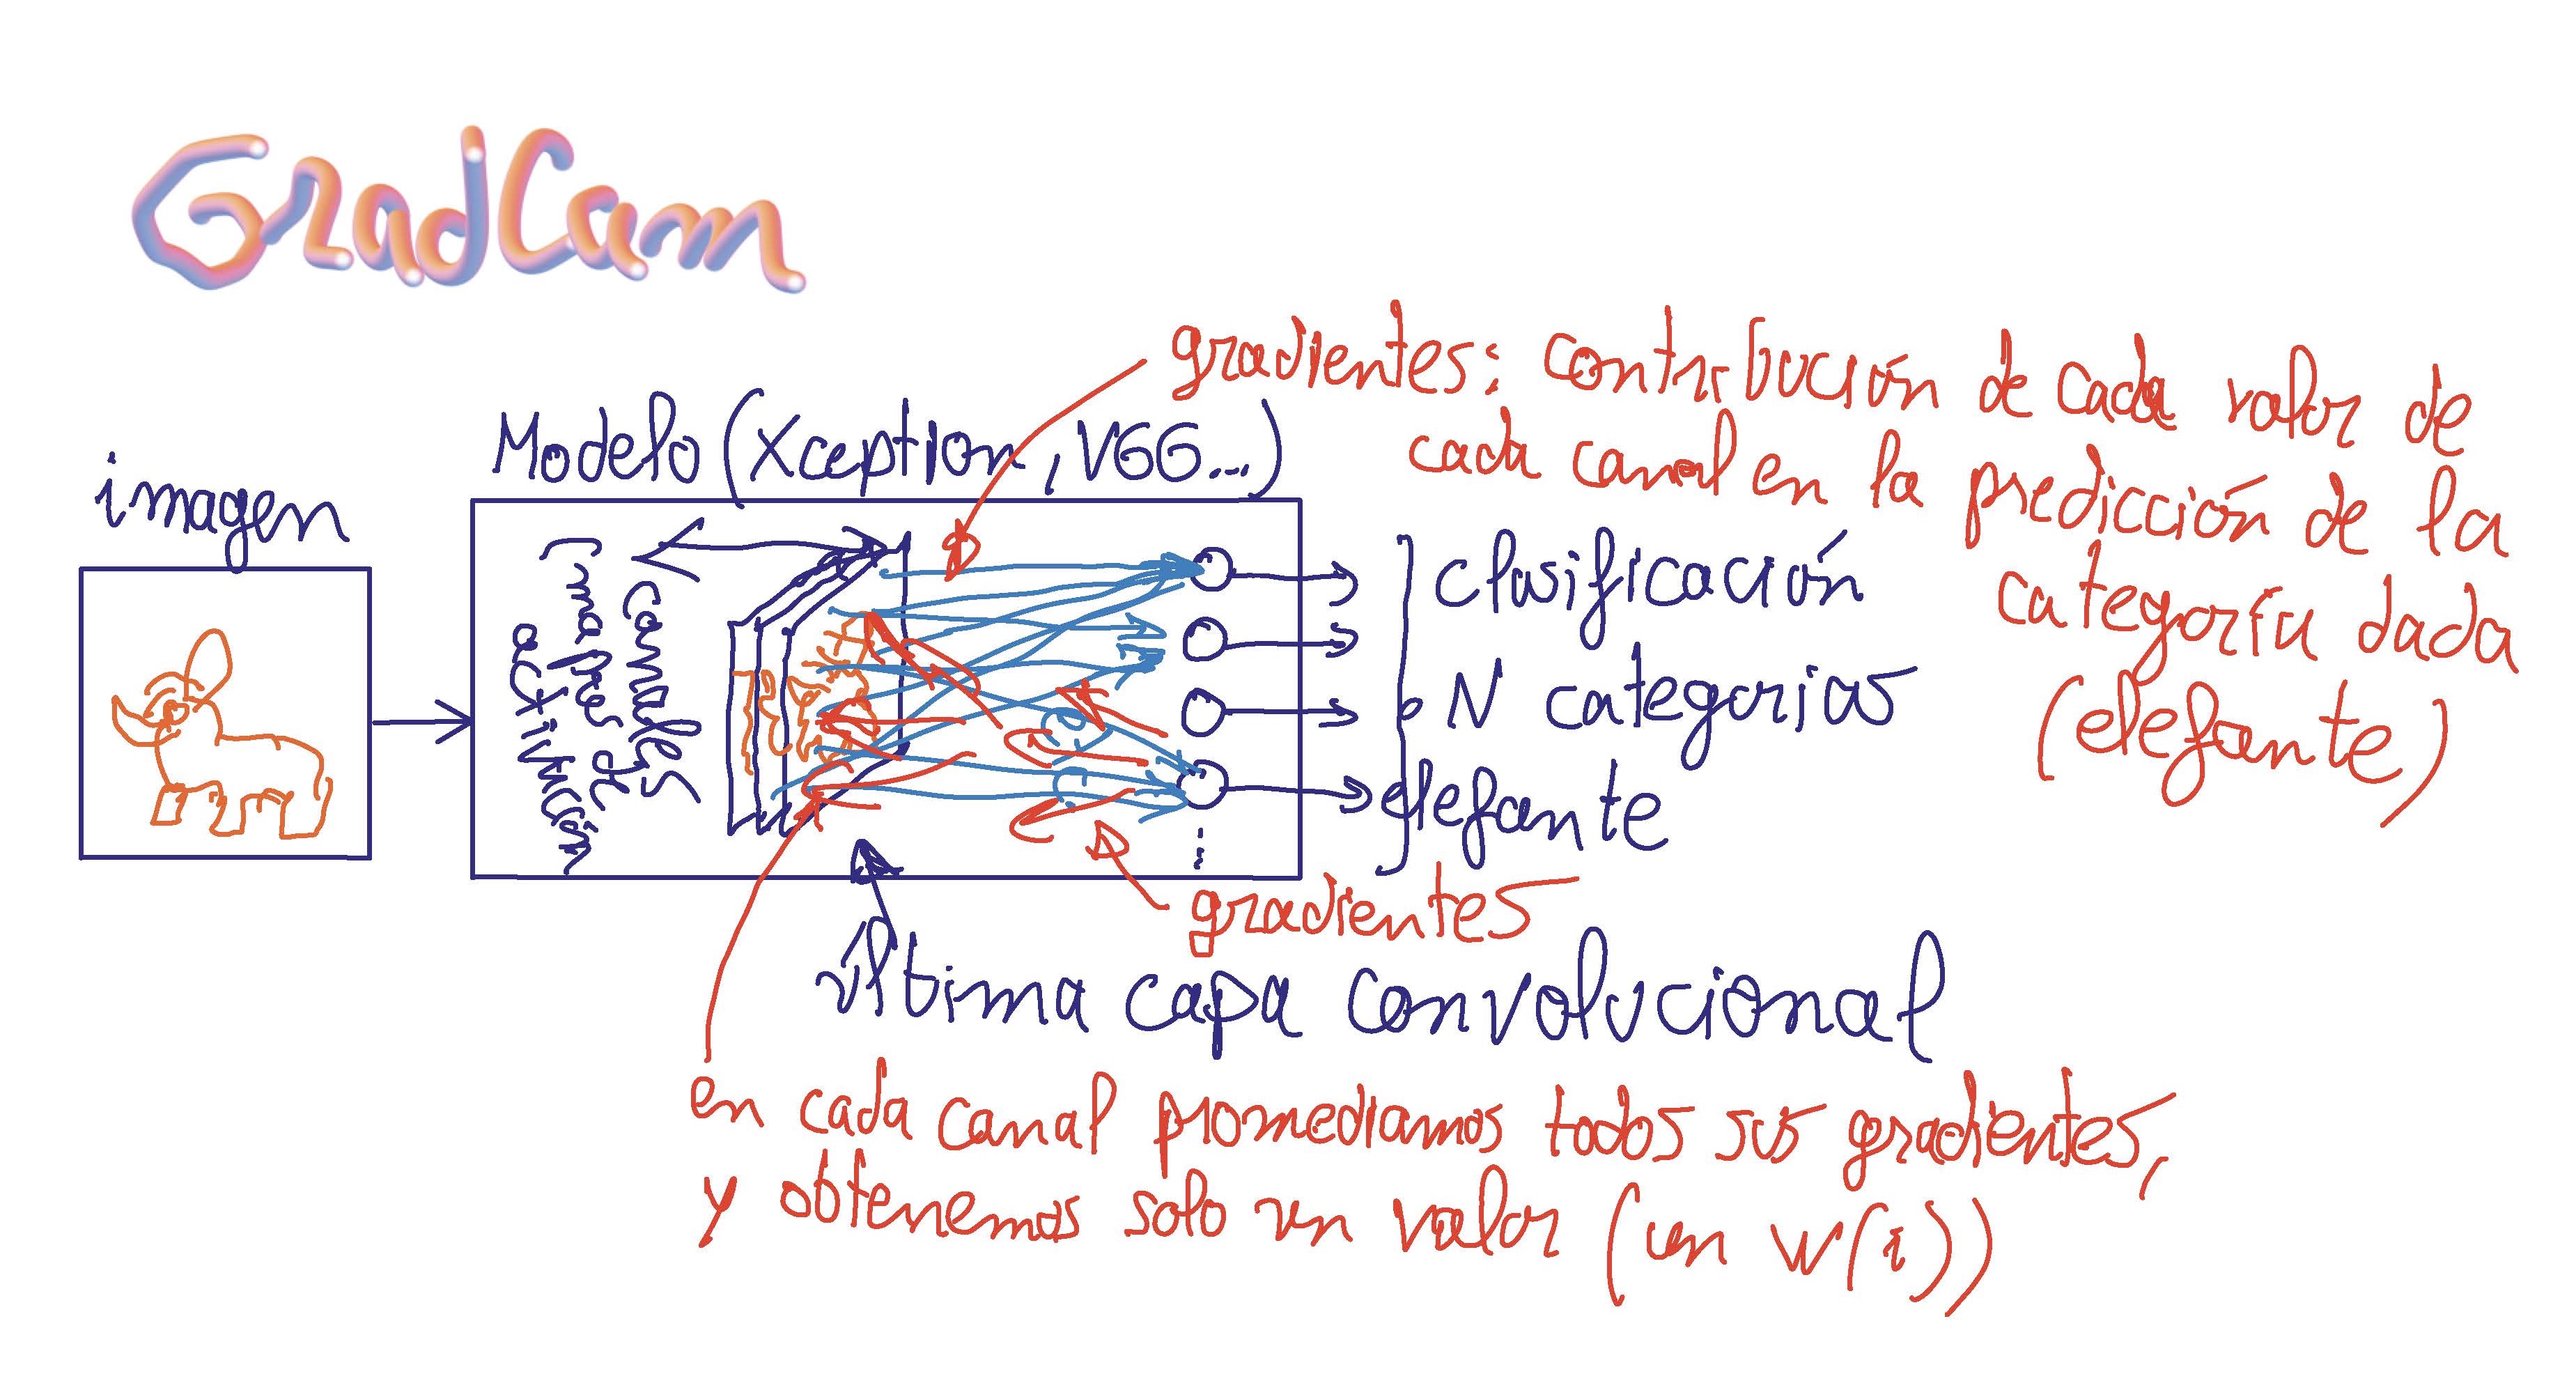 GradCam
gradientes: contribución de cada valor de
cada canal en la predicción de la
categoría dada
(elefante)
Modelo (Xception, VGG...)
imagen
canales
(mapas de
activación
clasificación
N categorias
elefante
gradientes
última capa convolucional
en cada canal promediamos todos sus gradientes,
y obtenemos solo un valor (un w(i))